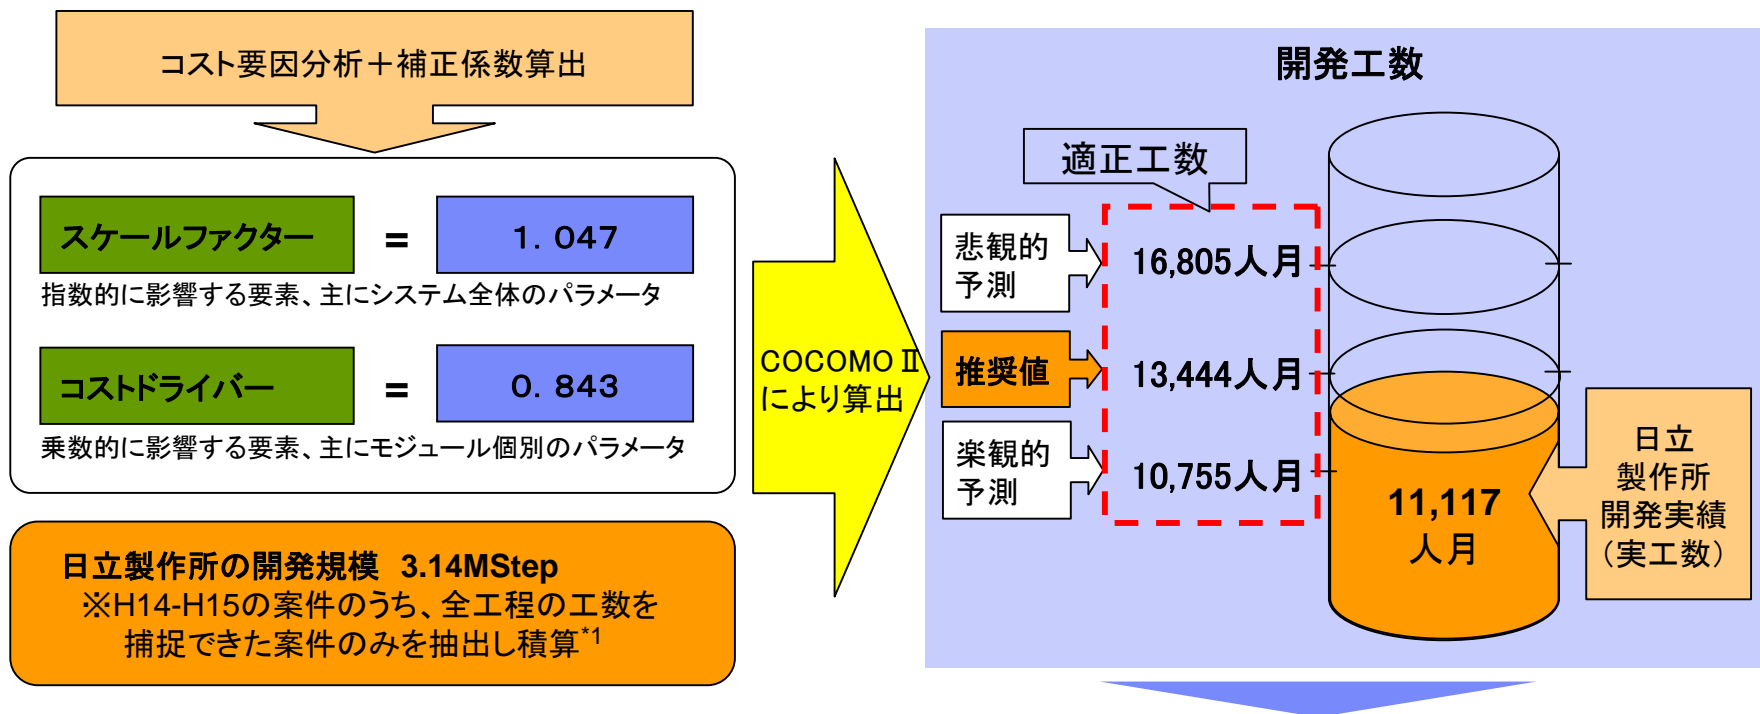 コスト要因分析＋補正係数算出
スケールファクター = 1．047
指数的に影響する要素、主にシステム全体のパラメータ
コストドライバー = 0．843
乗数的に影響する要素、主にモジュール個別のパラメータ
日立製作所の開発規模 3.14MStep
※H14-H15の案件のうち、全工程の工数を
捕捉できた案件のみを抽出し積算*1
COCOMOⅡ
により算出
開発工数
適正工数
悲観的
予測
16,805人月
推奨値
13,444人月
楽観的
予測
10,755人月
11,117
人月
日立
製作所
開発実績
（実工数）